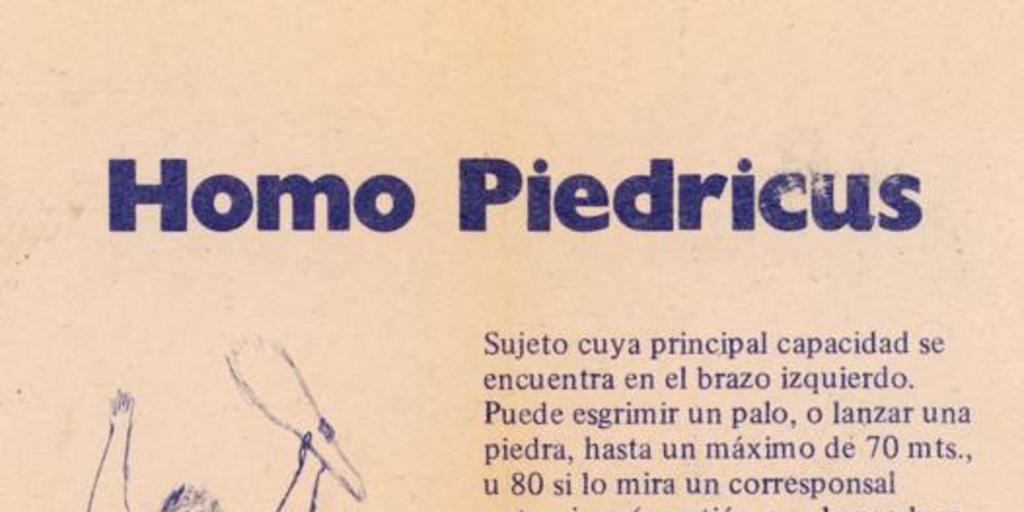 Homo Piedricus
Sujeto cuya principal capacidad se
encuentra en el brazo izquierdo.
Puede esgrimir un palo, o lanzar una
piedra, hasta un máximo de 70 mts.,
u 80 si lo mira un corresponsal